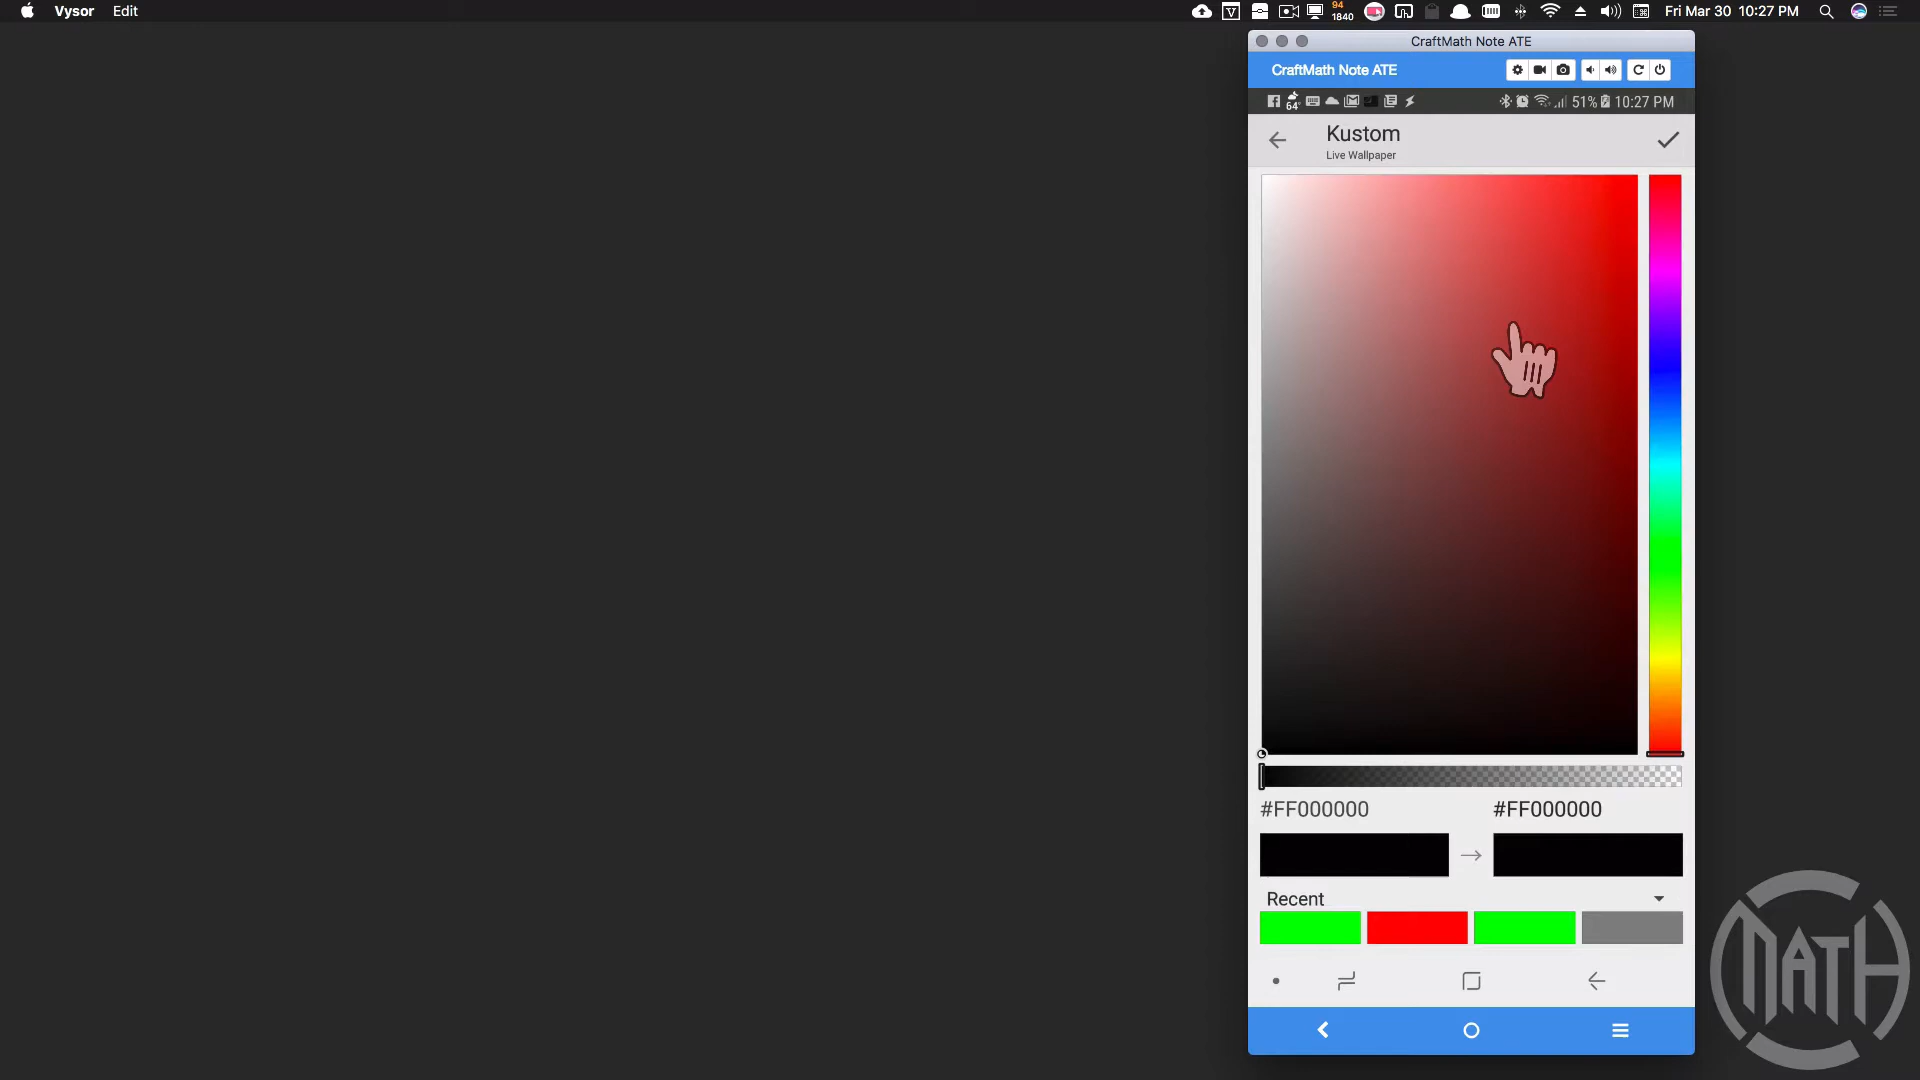 Vysor Edit
94
1840
Fri Mar 30 10:27 PM
CraftMath Note ATE
CraftMath Note ATE
64°
51% 10:27 PM
Kustom
Live Wallpaper
#FF000000 #FF000000
Recent
MATH